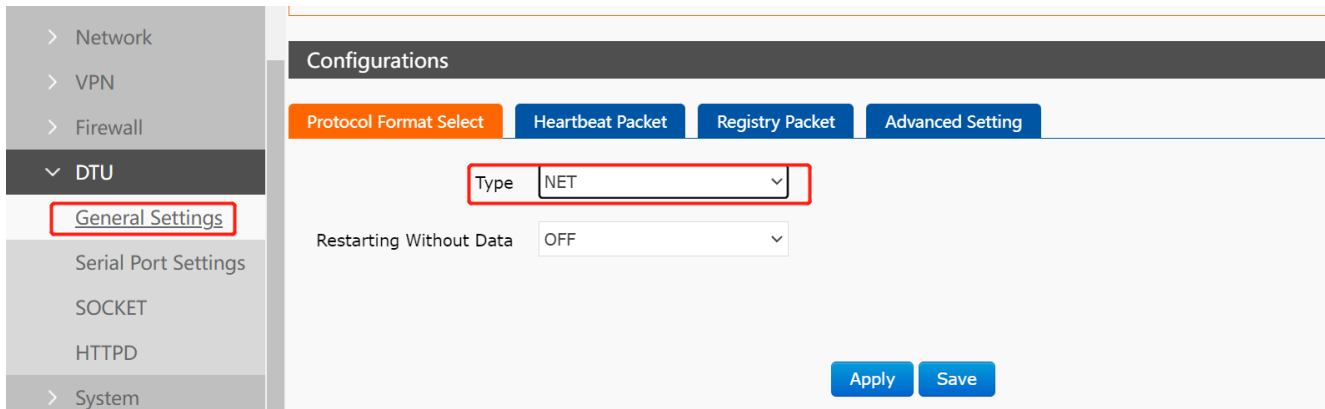 Network
VPN
Firewall
DTU
General Settings
Serial Port Settings
SOCKET
HTTPD
System
Configurations
Protocol Format Select Heartbeat Packet Registry Packet Advanced Setting
Type NET
Restarting Without Data OFF
Apply Save